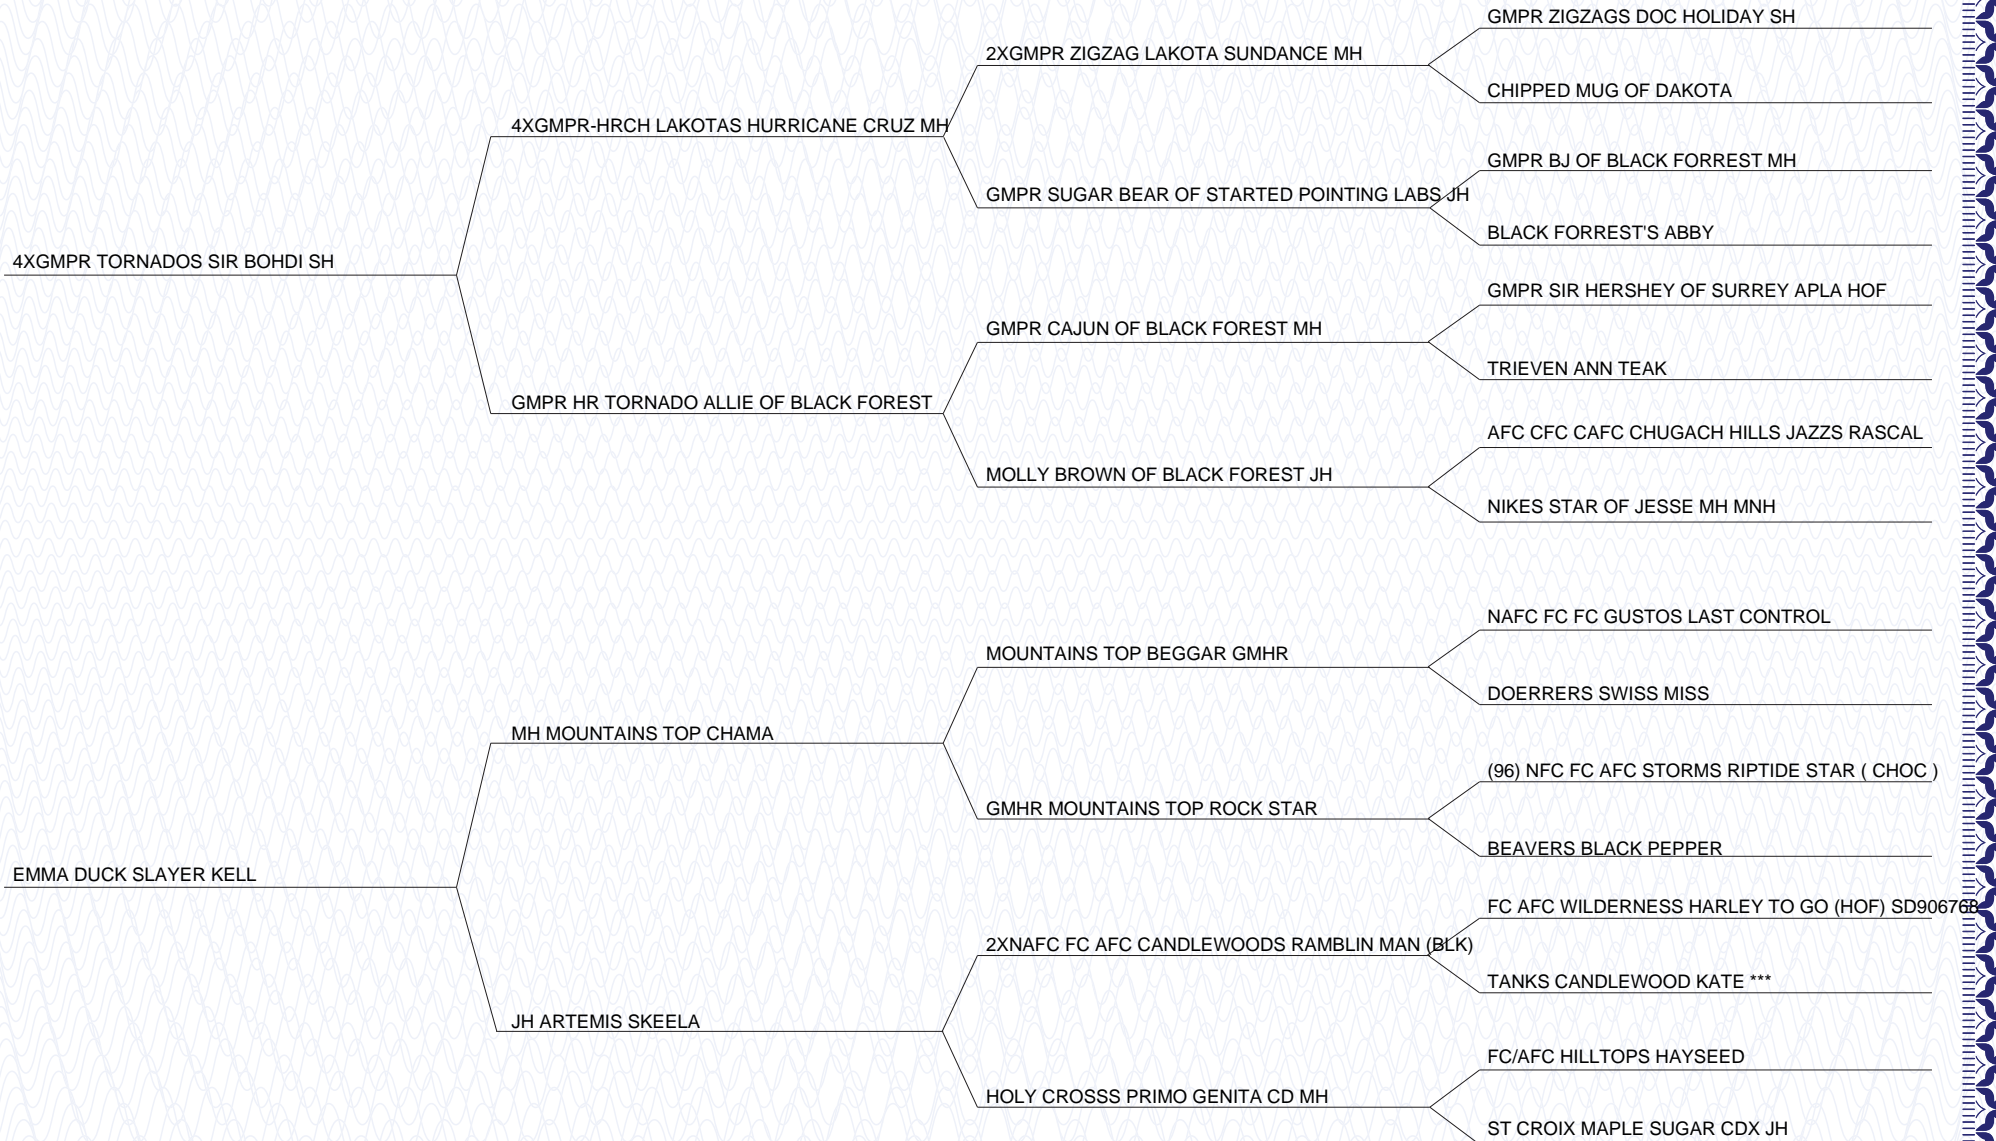 GMPR ZIGZAGS DOC HOLIDAY SH
2XGMPR ZIGZAG LAKOTA SUNDANCE MH
CHIPPED MUG OF DAKOTA
4XGMPR-HRCH LAKOTAS HURRICANE CRUZ MH
GMPR BJ OF BLACK FORREST MH
GMPR SUGAR BEAR OF STARTED POINTING LABS JH
BLACK FORREST'S ABBY
4XGMPR TORNADOS SIR BOHDI SH
GMPR SIR HERSHEY OF SURREY APLA HOF
GMPR CAJUN OF BLACK FOREST MH
TRIEVEN ANN TEAK
GMPR HR TORNADO ALLIE OF BLACK FOREST
AFC CFC CAFC CHUGACH HILLS JAZZS RASCAL
MOLLY BROWN OF BLACK FOREST JH
NIKES STAR OF JESSE MH MNH
NAFC FC FC GUSTOS LAST CONTROL
MOUNTAINS TOP BEGGAR GMHR
DOERRERS SWISS MISS
MH MOUNTAINS TOP CHAMA
(96) NFC FC AFC STORMS RIPTIDE STAR ( CHOC )
GMHR MOUNTAINS TOP ROCK STAR
BEAVERS BLACK PEPPER
EMMA DUCK SLAYER KELL
FC AFC WILDERNESS HARLEY TO GO (HOF) SD906768
2XNAFC FC AFC CANDLEWOODS RAMBLIN MAN (BLK)
TANKS CANDLEWOOD KATE ***
JH ARTEMIS SKEELA
FC/AFC HILLTOPS HAYSEED
HOLY CROSSS PRIMO GENITA CD MH
ST CROIX MAPLE SUGAR CDX JH